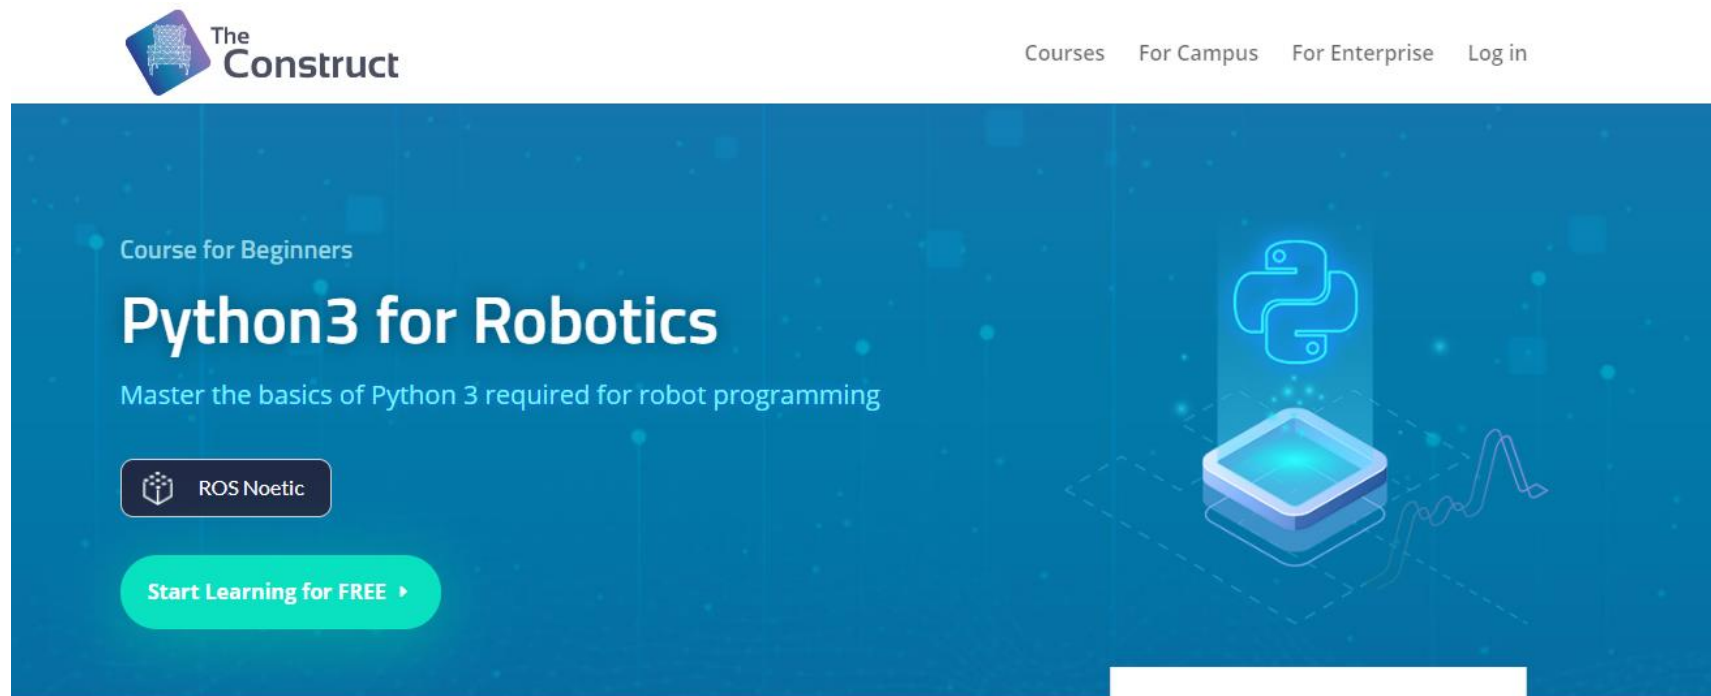 The
Construct
Courses For Campus For Enterprise Log in
Course for Beginners
Python3 for Robotics
Master the basics of Python 3 required for robot programming
ROS Noetic
Start Learning for FREE